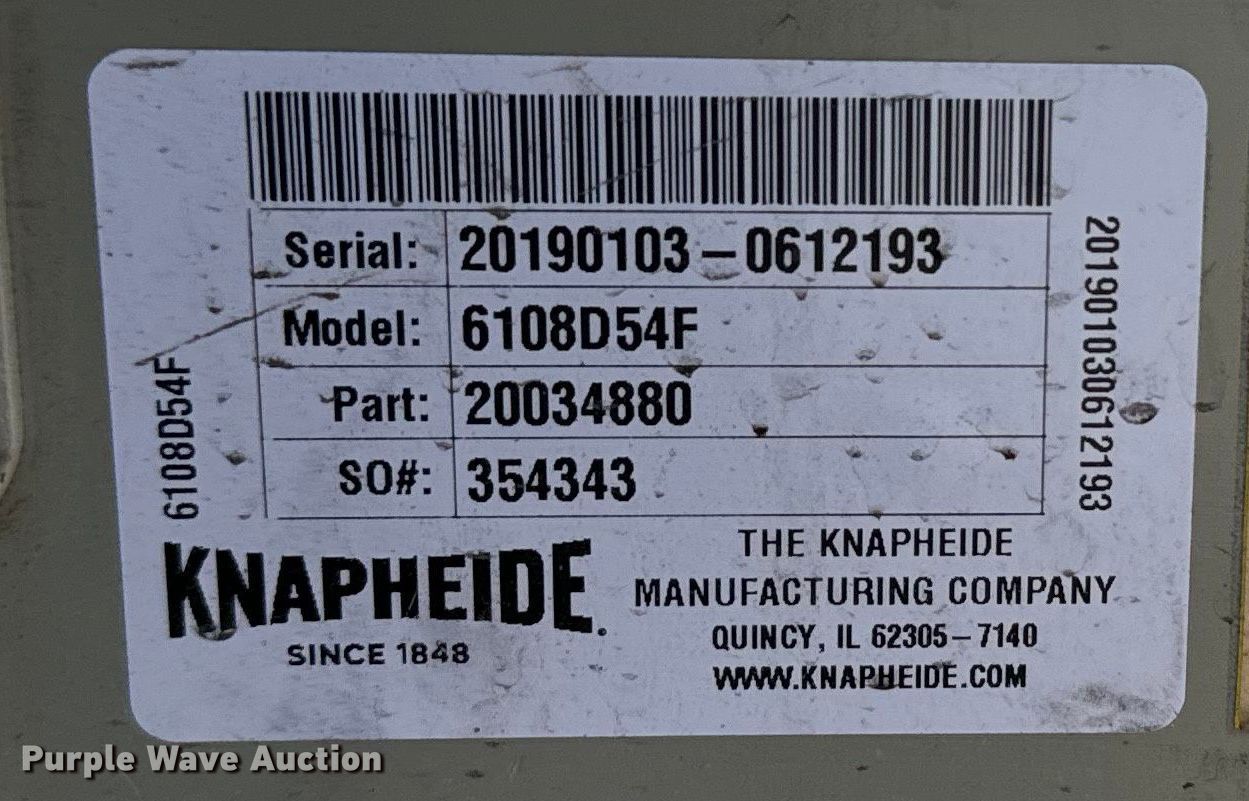 Serial: 20190103-0612193
Model: 6108D54F
Part: 20034880
SO#: 354343
6108D54F
201901030612193
KNAPHEIDE.
SINCE 1848
THE KNAPHEIDE
MANUFACTURING COMPANY
QUINCY, IL 62305-7140
WWW.KNAPHEIDE.COM
Purple Wave Auction